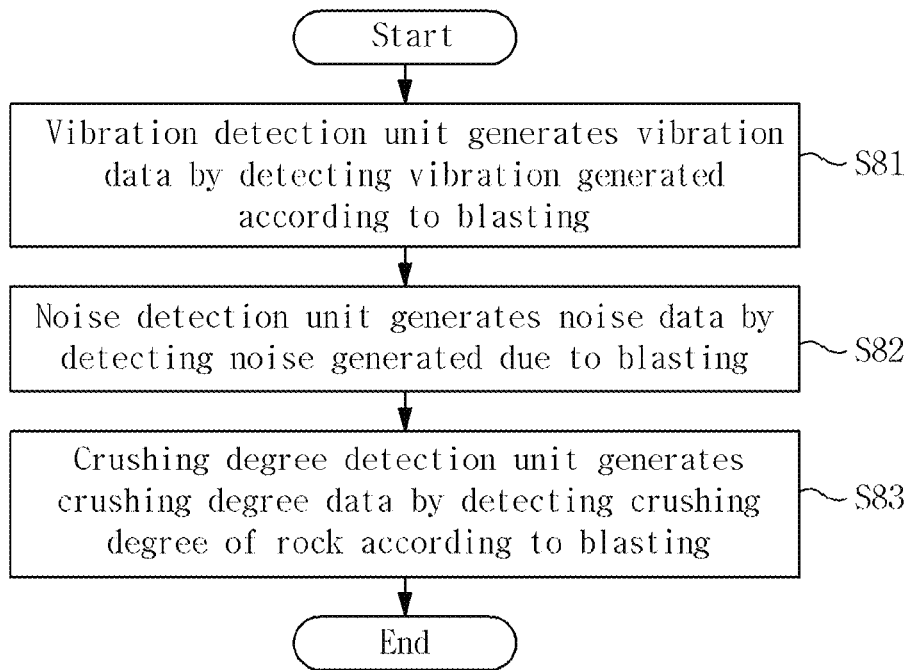 Start
Vibration detection unit generates vibration
data by detecting vibration generated
according to blasting
S81
Noise detection unit generates noise data by
detecting noise generated due to blasting
S82
Crushing degree detection unit generates
crushing degree data by detecting crushing
degree of rock according to blasting
S83
End